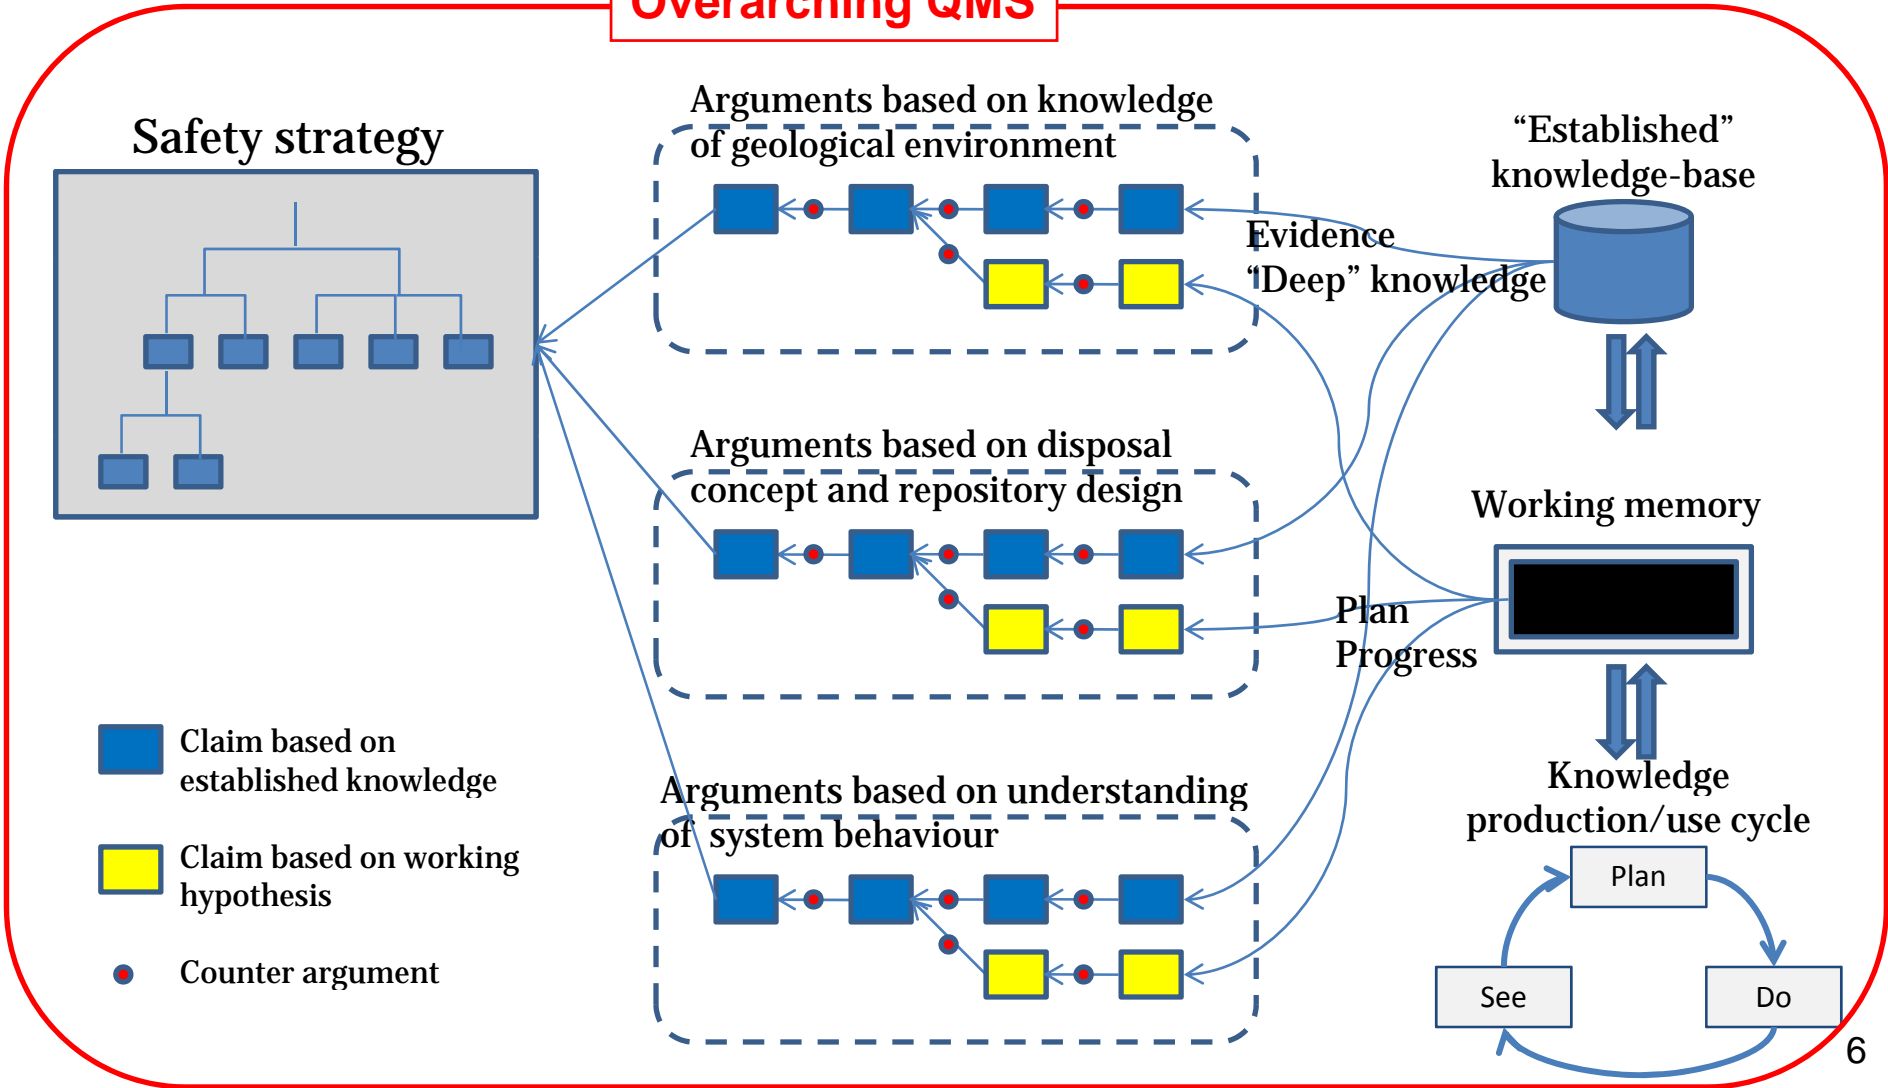 Overarching QMS
Safety strategy
Arguments based on knowledge
of geological environment
"Established"
knowledge-base
Evidence
"Deep" knowledge
Arguments based on disposal
concept and repository design
Working memory
Plan
Progress
Claim based on
established knowledge
Claim based on working
hypothesis
Counter argument
Arguments based on understanding
of system behaviour
Knowledge
production/use cycle
Plan
See
Do
6